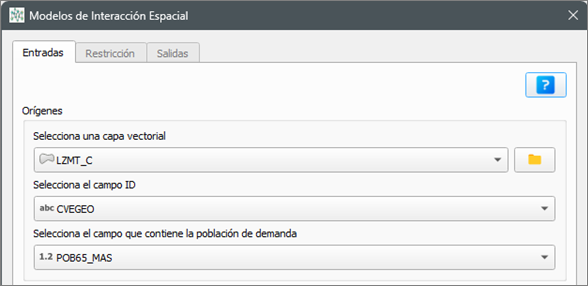 Modelos de Interacción Espacial
Entradas Restricción Salidas
?
Orígenes
Selecciona una capa vectorial
LZMT_C
Selecciona el campo ID
abc CVEGEO
Selecciona el campo que contiene la población de demanda
1.2 POB65_MAS